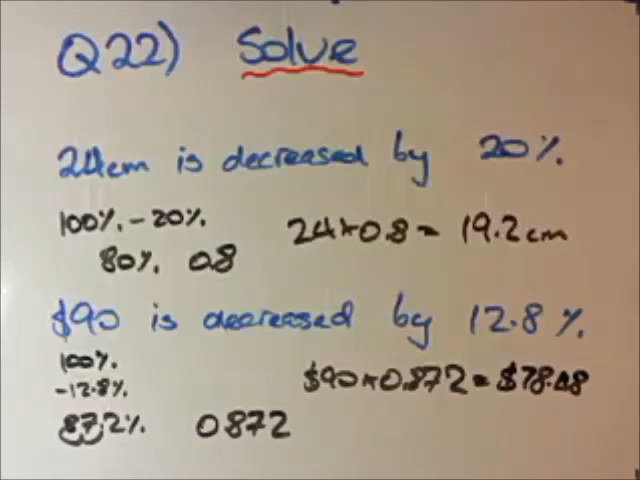 Q22) Solve
24cm is decreased by 20%.
100% - 20%
80% 0.8
24 × 0.8 = 19.2cm
$90 is decreased by 12.8%
100%
-12.8%
87.2% 0.872
$90 × 0.872 = $78.48